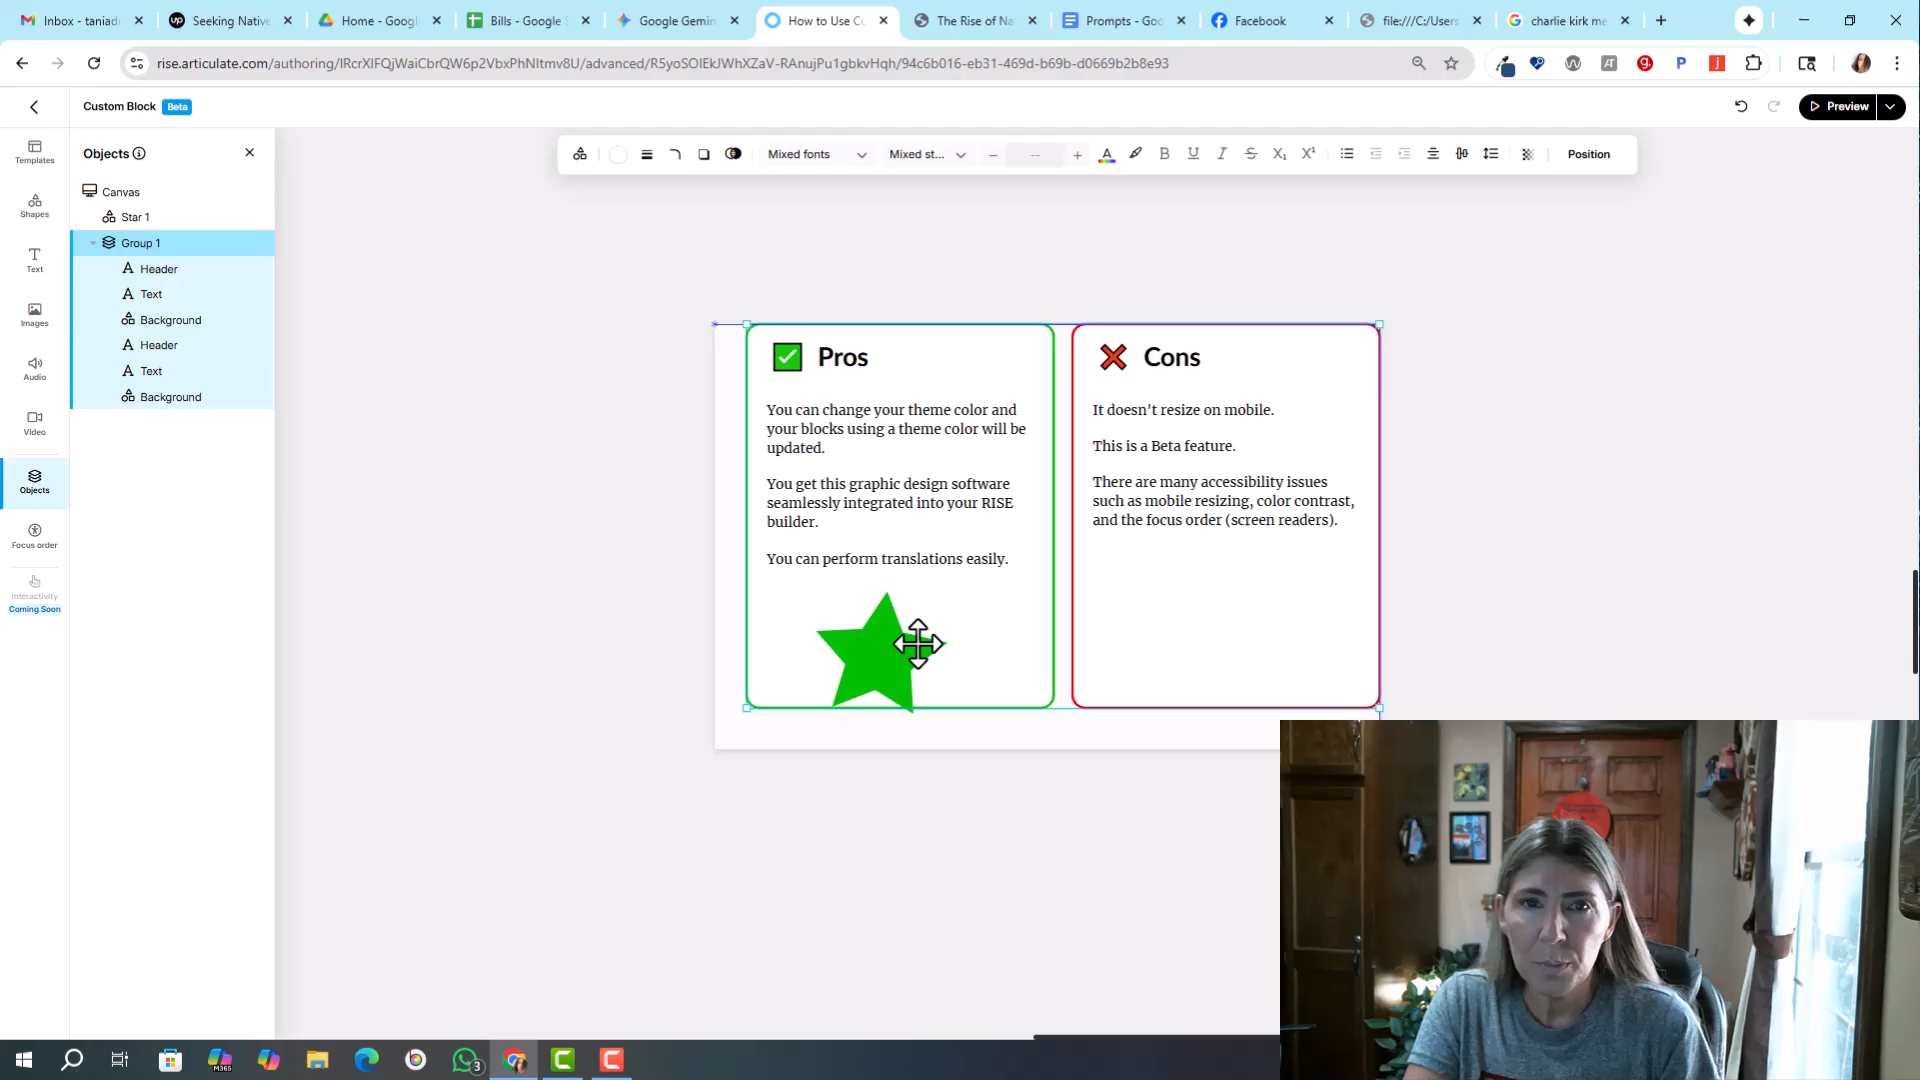 Inbox - taniadr
Seeking Native
Home - Google
Bills - Google S
Google Gemin
How to Use Cu
The Rise of Na
Prompts - Goo
Facebook
file:///C:/Users
charlie kirk me
rise.articulate.com/authoring/IRcrXlFQjWaiCbrQW6p2VbxPhNItmv8U/advanced/R5yoSOlEkJWhXZaV-RAnujPu1gbkvHqh/94c6b016-eb31-469d-b69b-d0669b2b8e93
Custom Block Beta
Preview
Templates
Shapes
Text
Images
Audio
Video
Objects
Focus order
Interactivity
Coming Soon
Objects
Canvas
Star 1
Group 1
Header
Text
Background
Header
Text
Background
Mixed fonts
Mixed st...
--
Position
Pros
You can change your theme color and
your blocks using a theme color will be
updated.
You get this graphic design software
seamlessly integrated into your RISE
builder.
You can perform translations easily.
Cons
It doesn't resize on mobile.
This is a Beta feature.
There are many accessibility issues
such as mobile resizing, color contrast,
and the focus order (screen readers).
M365
3